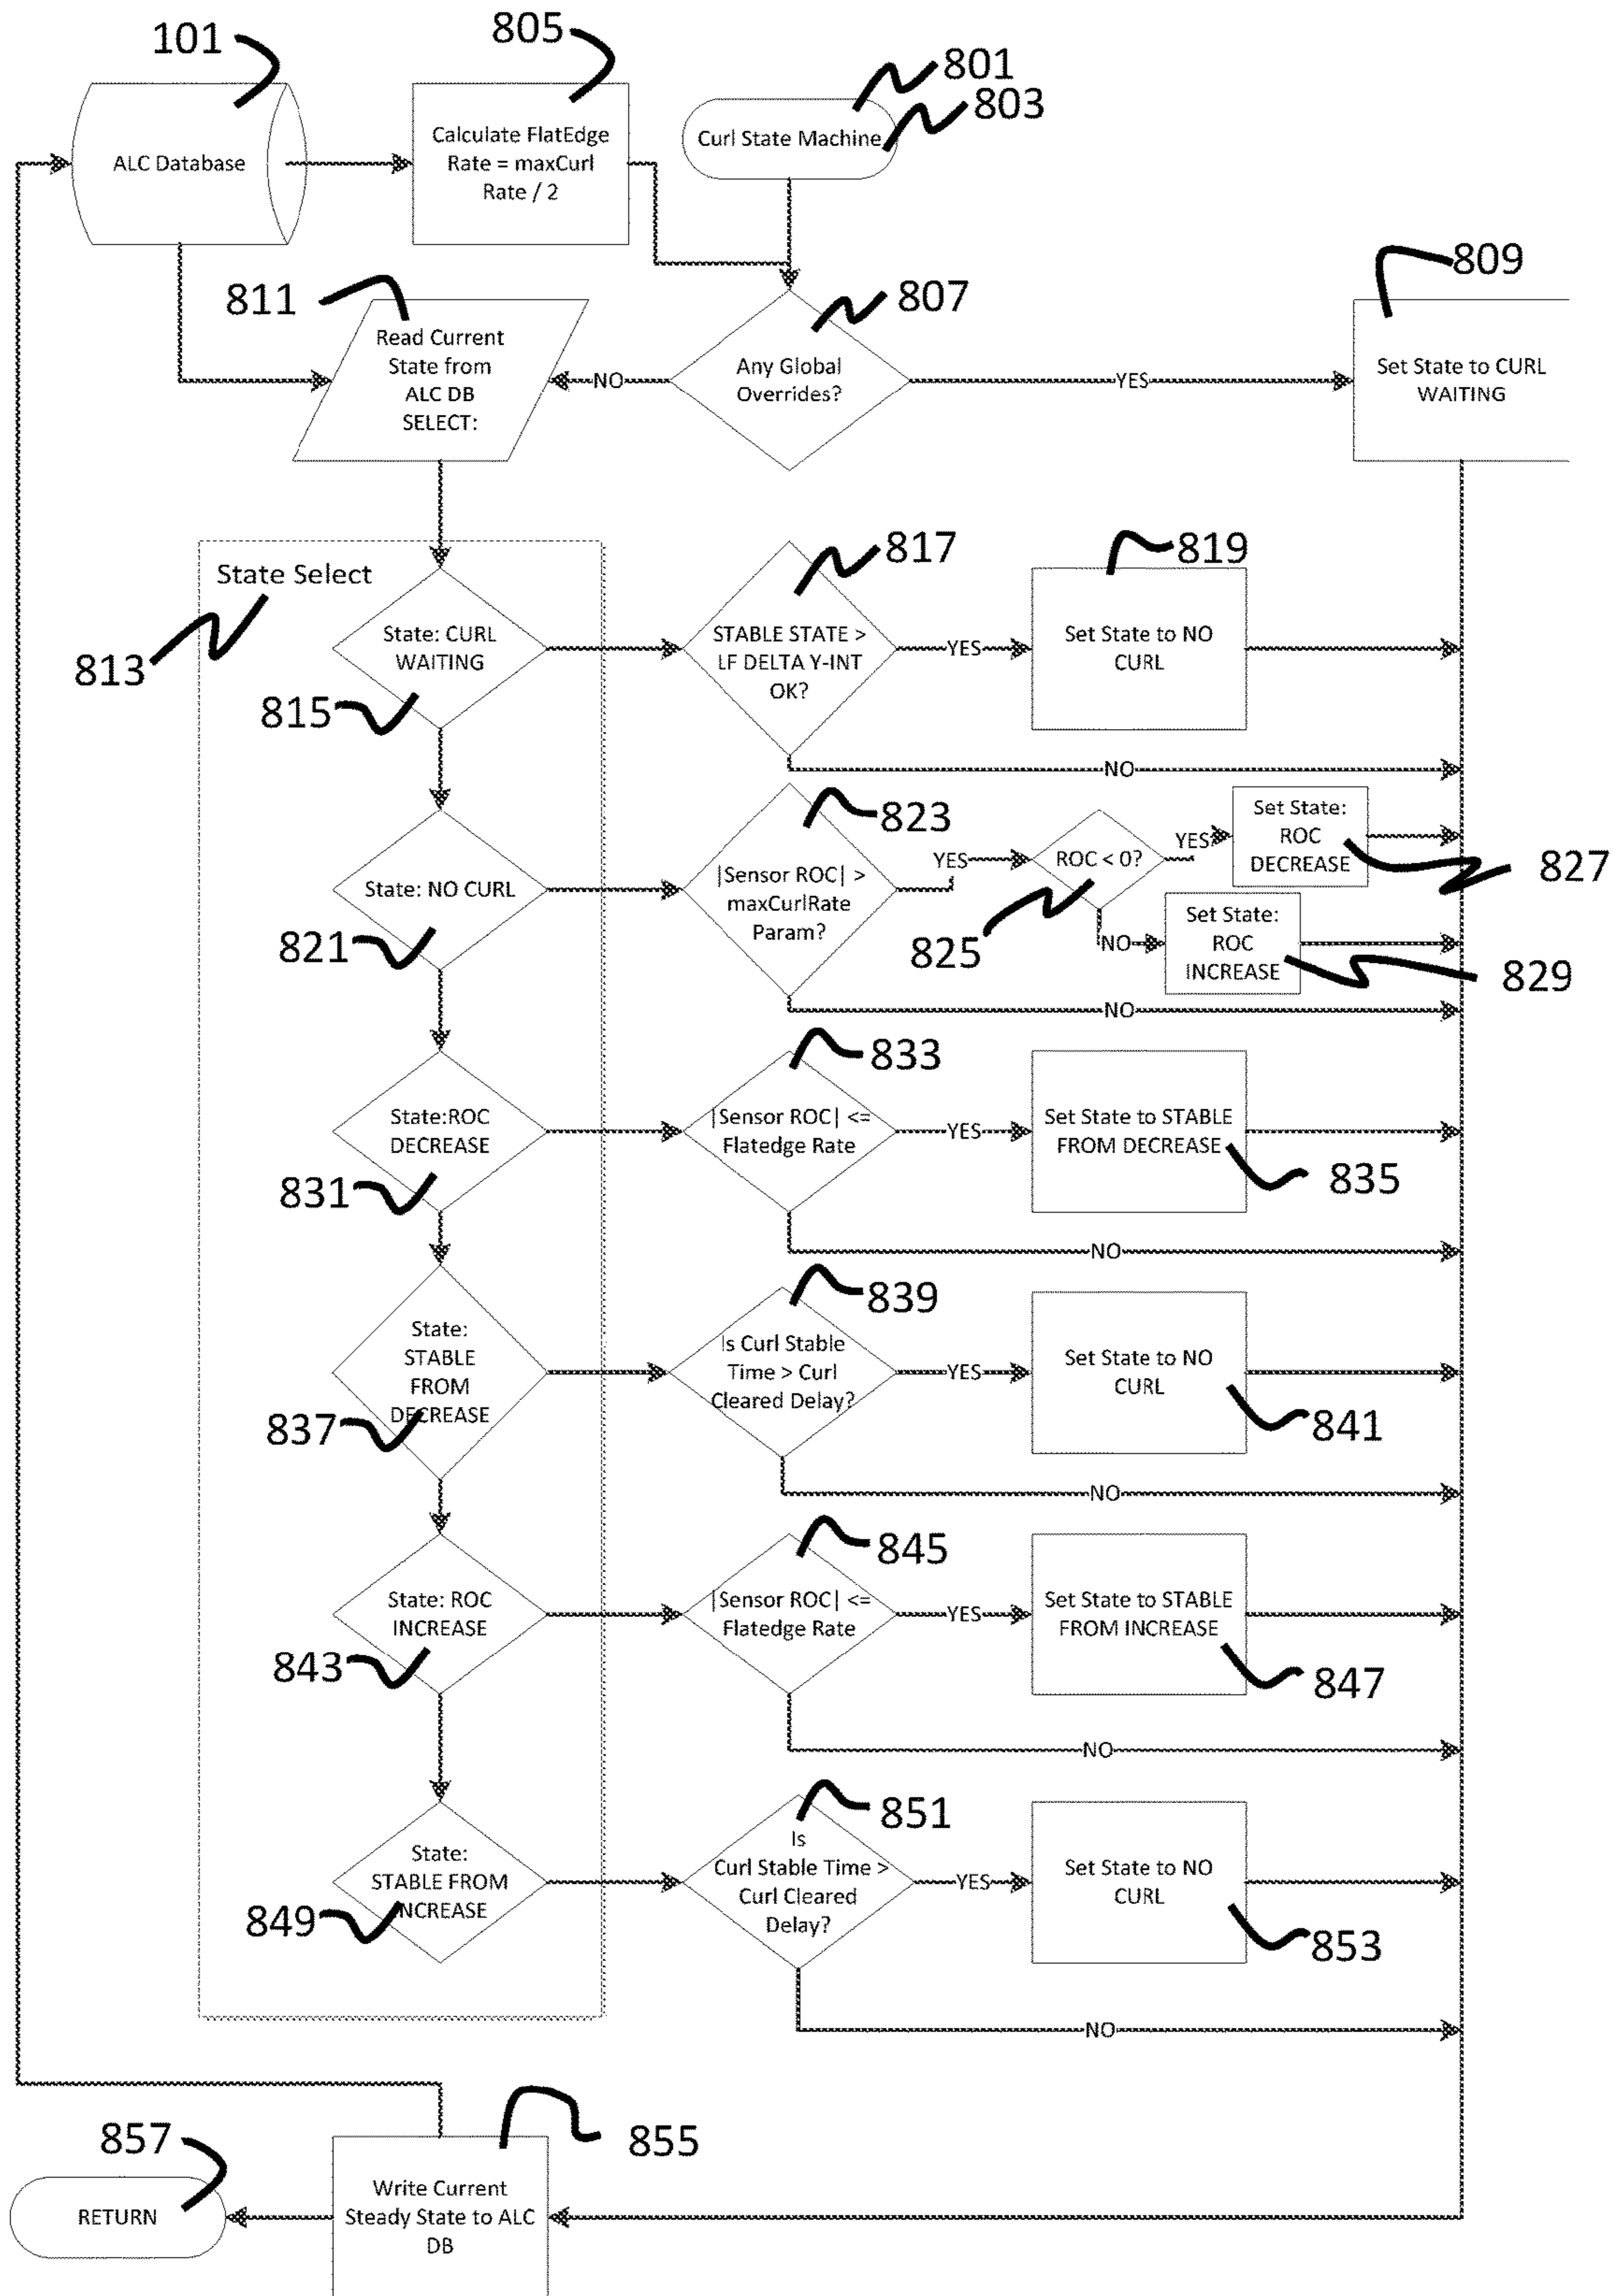 101
805
801
803
ALC Database
Calculate FlatEdge
Rate = maxCurl
Rate / 2
Curl State Machine
811
807
809
Read Current
State from
ALC DB
SELECT:
NO
Any Global
Overrides?
YES
Set State to CURL
WAITING
State Select
813
State: CURL
WAITING
815
817
STABLE STATE >
LF DELTA Y-INT
OK?
YES
819
Set State to NO
CURL
NO
State: NO CURL
821
823
|Sensor ROC| >
maxCurlRate
Param?
YES
ROC < 0?
825
YES
Set State:
ROC
DECREASE
827
NO
Set State:
ROC
INCREASE
829
NO
State:ROC
DECREASE
831
833
|Sensor ROC| <=
Flatedge Rate
YES
Set State to STABLE
FROM DECREASE
835
NO
State:
STABLE
FROM
DECREASE
837
839
Is Curl Stable
Time > Curl
Cleared Delay?
YES
Set State to NO
CURL
841
NO
State: ROC
INCREASE
843
845
|Sensor ROC| <=
Flatedge Rate
YES
Set State to STABLE
FROM INCREASE
847
NO
State:
STABLE FROM
INCREASE
849
851
Is
Curl Stable Time >
Curl Cleared
Delay?
YES
Set State to NO
CURL
853
NO
857
RETURN
855
Write Current
Steady State to ALC
DB